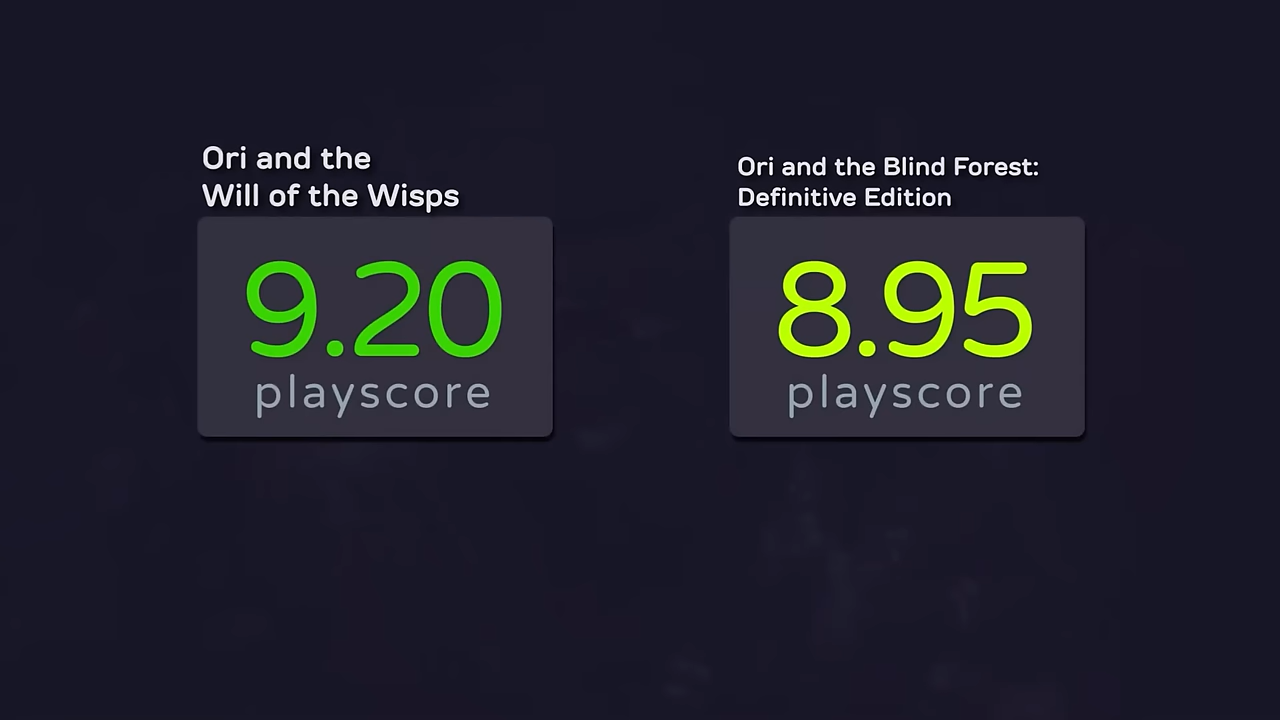 Ori and the
Will of the Wisps
9.20
playscore
Ori and the Blind Forest:
Definitive Edition
8.95
playscore